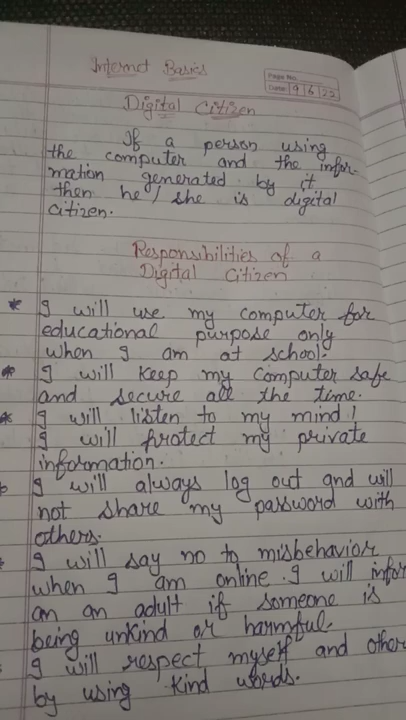 Internet Basics
Page No.
Date: 9 6 22
Digital Citizen
If a person using
the computer and the infor-
mation generated by it
then he / she is digital
citizen.
Responsibilities of a
Digital Citizen
* I will use my computer for
educational purpose only
when I am at school.
* I will keep my computer safe
and secure all the time.
* I will listen to my mind!
I will protect my private
information.
I will always log out and will
not share my password with
others.
I will say no to misbehavior
when I am online. I will infor
an an adult if someone is
being unkind or harmful.
I will respect myself and other
by using kind words.